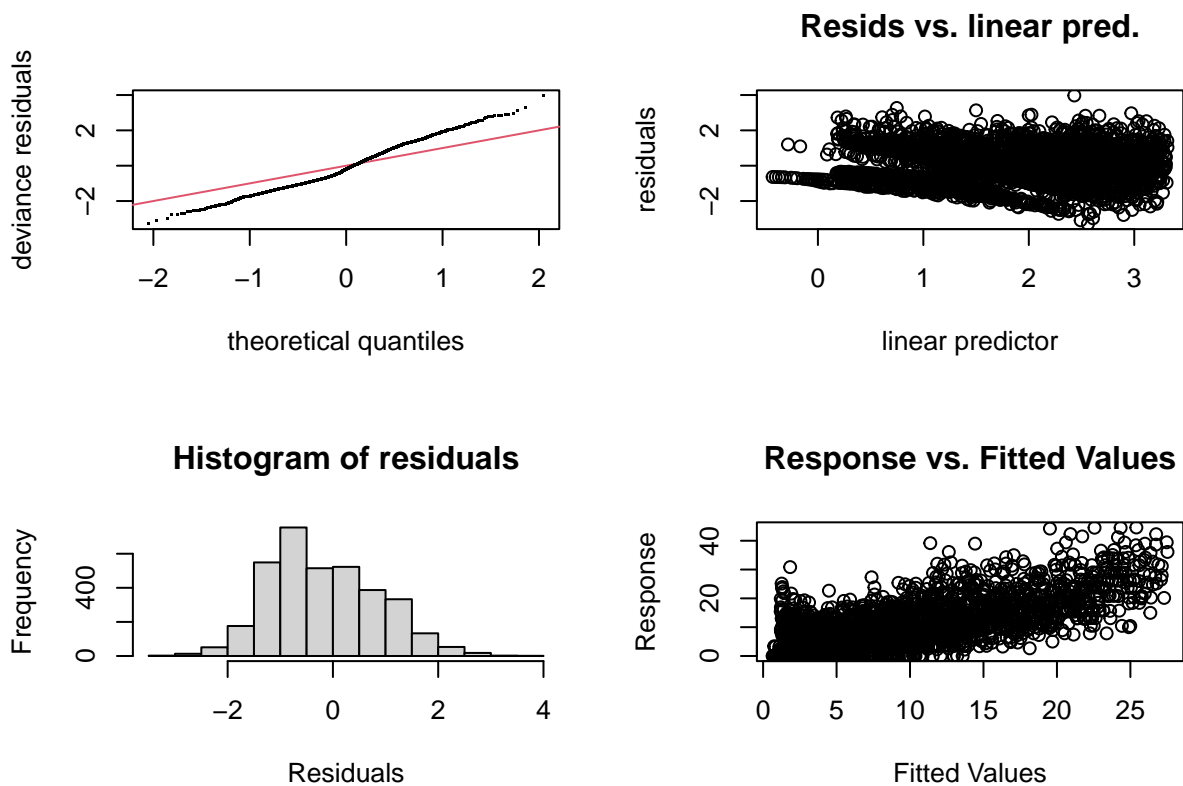 deviance residuals
2
−2
−2
−1
0
1
2
theoretical quantiles
Resids vs. linear pred.
residuals
2
−2
0
1
2
3
linear predictor
Histogram of residuals
Frequency
400
0
−2
0
2
4
Residuals
Response vs. Fitted Values
Response
40
20
0
0
5
10
15
20
25
Fitted Values